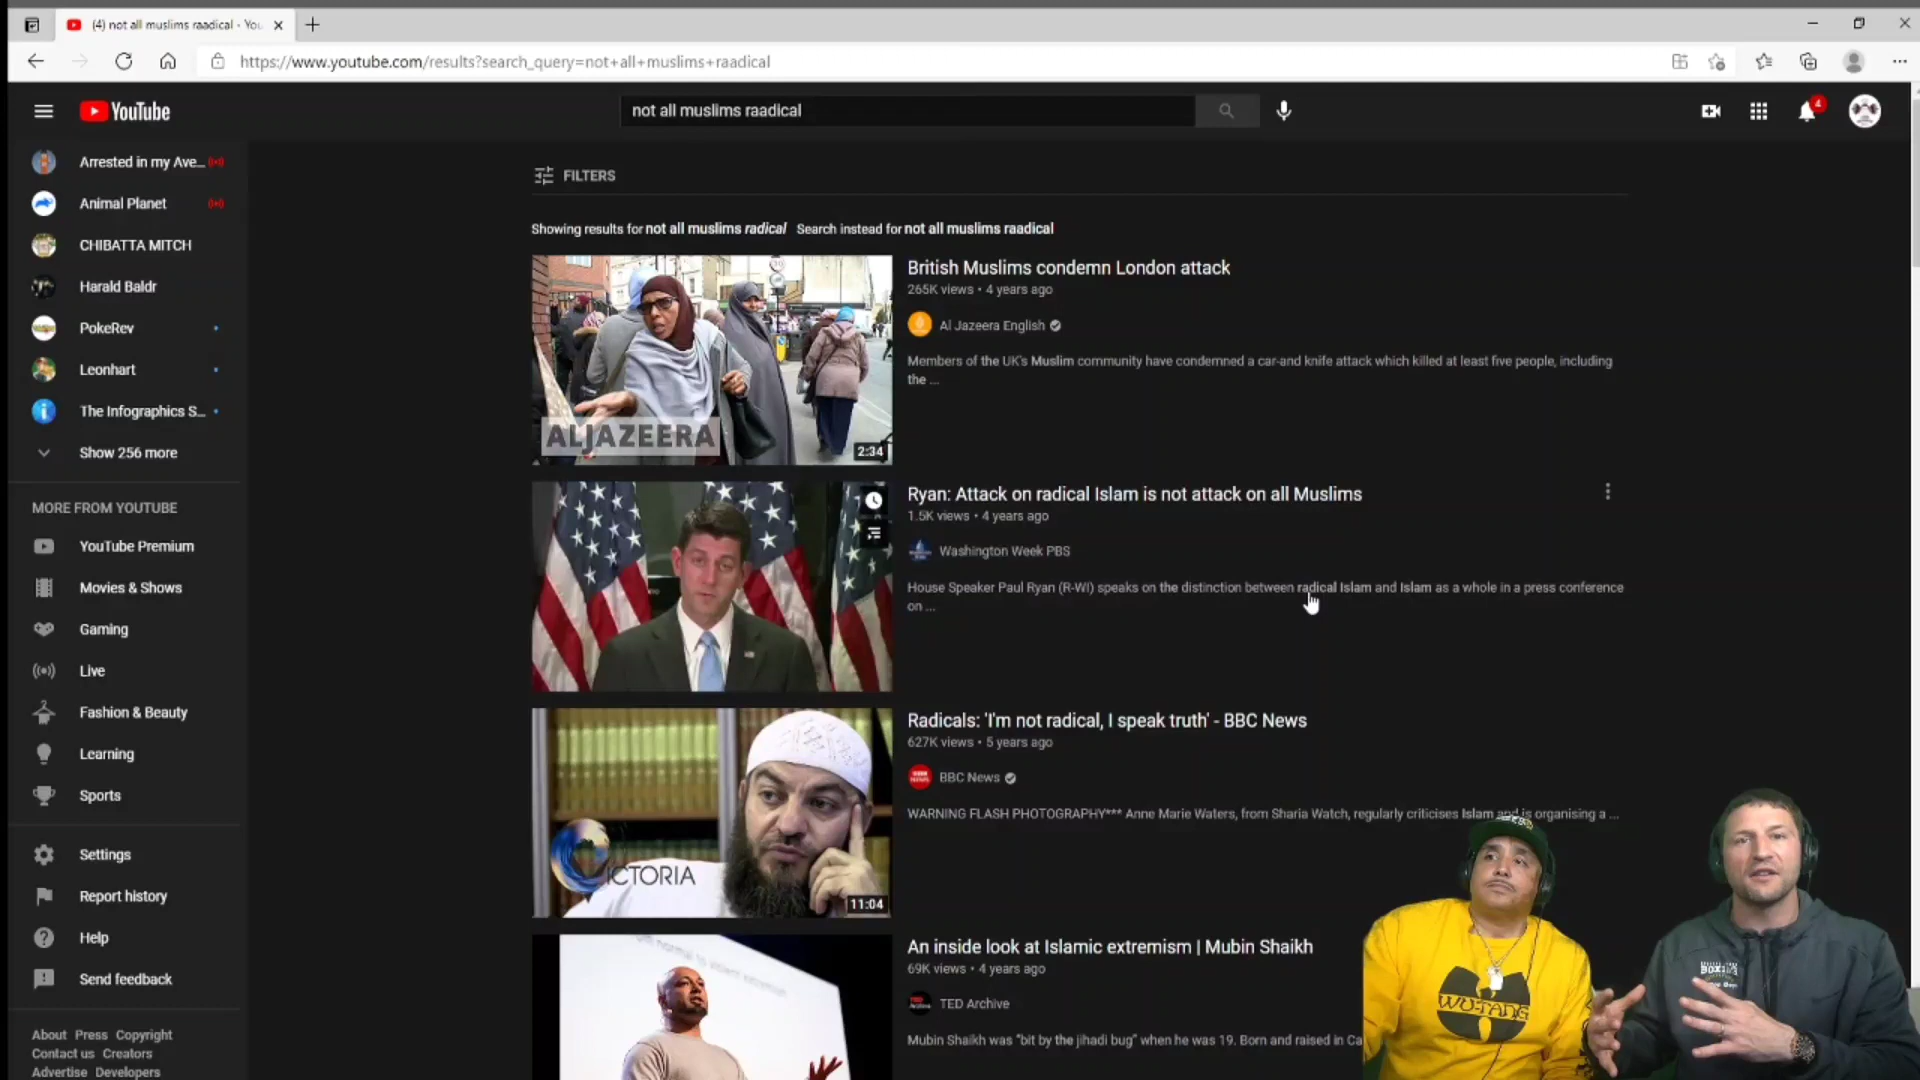 (4) not all muslims raadical - You
https://www.youtube.com/results?search_query=not+all+muslims+raadical
YouTube
not all muslims raadical
4
Arrested in my Ave...
Animal Planet
CHIBATTA MITCH
Harald Baldr
PokeRev
Leonhart
The Infographics S...
Show 256 more
MORE FROM YOUTUBE
YouTube Premium
Movies & Shows
Gaming
Live
Fashion & Beauty
Learning
Sports
Settings
Report history
Help
Send feedback
About Press Copyright
Contact us Creators
Advertise Developers
FILTERS
Showing results for not all muslims radical Search instead for not all muslims raadical
ALJAZEERA
2:34
British Muslims condemn London attack
265K views • 4 years ago
Al Jazeera English
Members of the UK's Muslim community have condemned a car-and knife attack which killed at least five people, including
the ...
Ryan: Attack on radical Islam is not attack on all Muslims
1.5K views • 4 years ago
Washington Week PBS
House Speaker Paul Ryan (R-WI) speaks on the distinction between radical Islam and Islam as a whole in a press conference
on ...
ICTORIA
11:04
Radicals: 'I'm not radical, I speak truth' - BBC News
627K views • 5 years ago
BBC News
WARNING FLASH PHOTOGRAPHY*** Anne Marie Waters, from Sharia Watch, regularly criticises Islam and is organising a ...
An inside look at Islamic extremism | Mubin Shaikh
69K views • 4 years ago
TED Archive
Mubin Shaikh was "bit by the jihadi bug" when he was 19. Born and raised in Ca
WU-TANG
BOXING